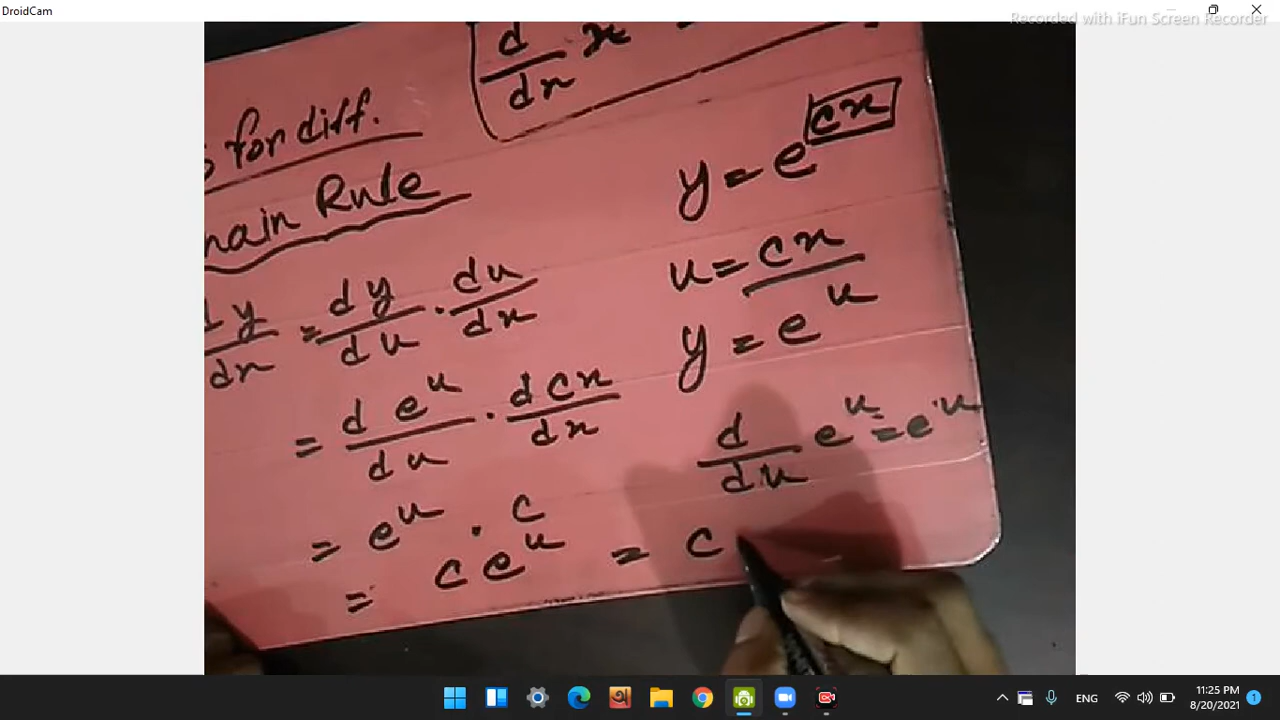 DroidCam
Recorded with iFun Screen Recorder
d/dx x
for diff.
Rule
y = e^cx
u = cx
y = e^u
dy/dx = dy/du · du/dx
= d e^u/du · d cx/dx
d/du e^u = e^u
= e^u · c
= c e^u = c
ENG
11:25 PM
8/20/2021
1